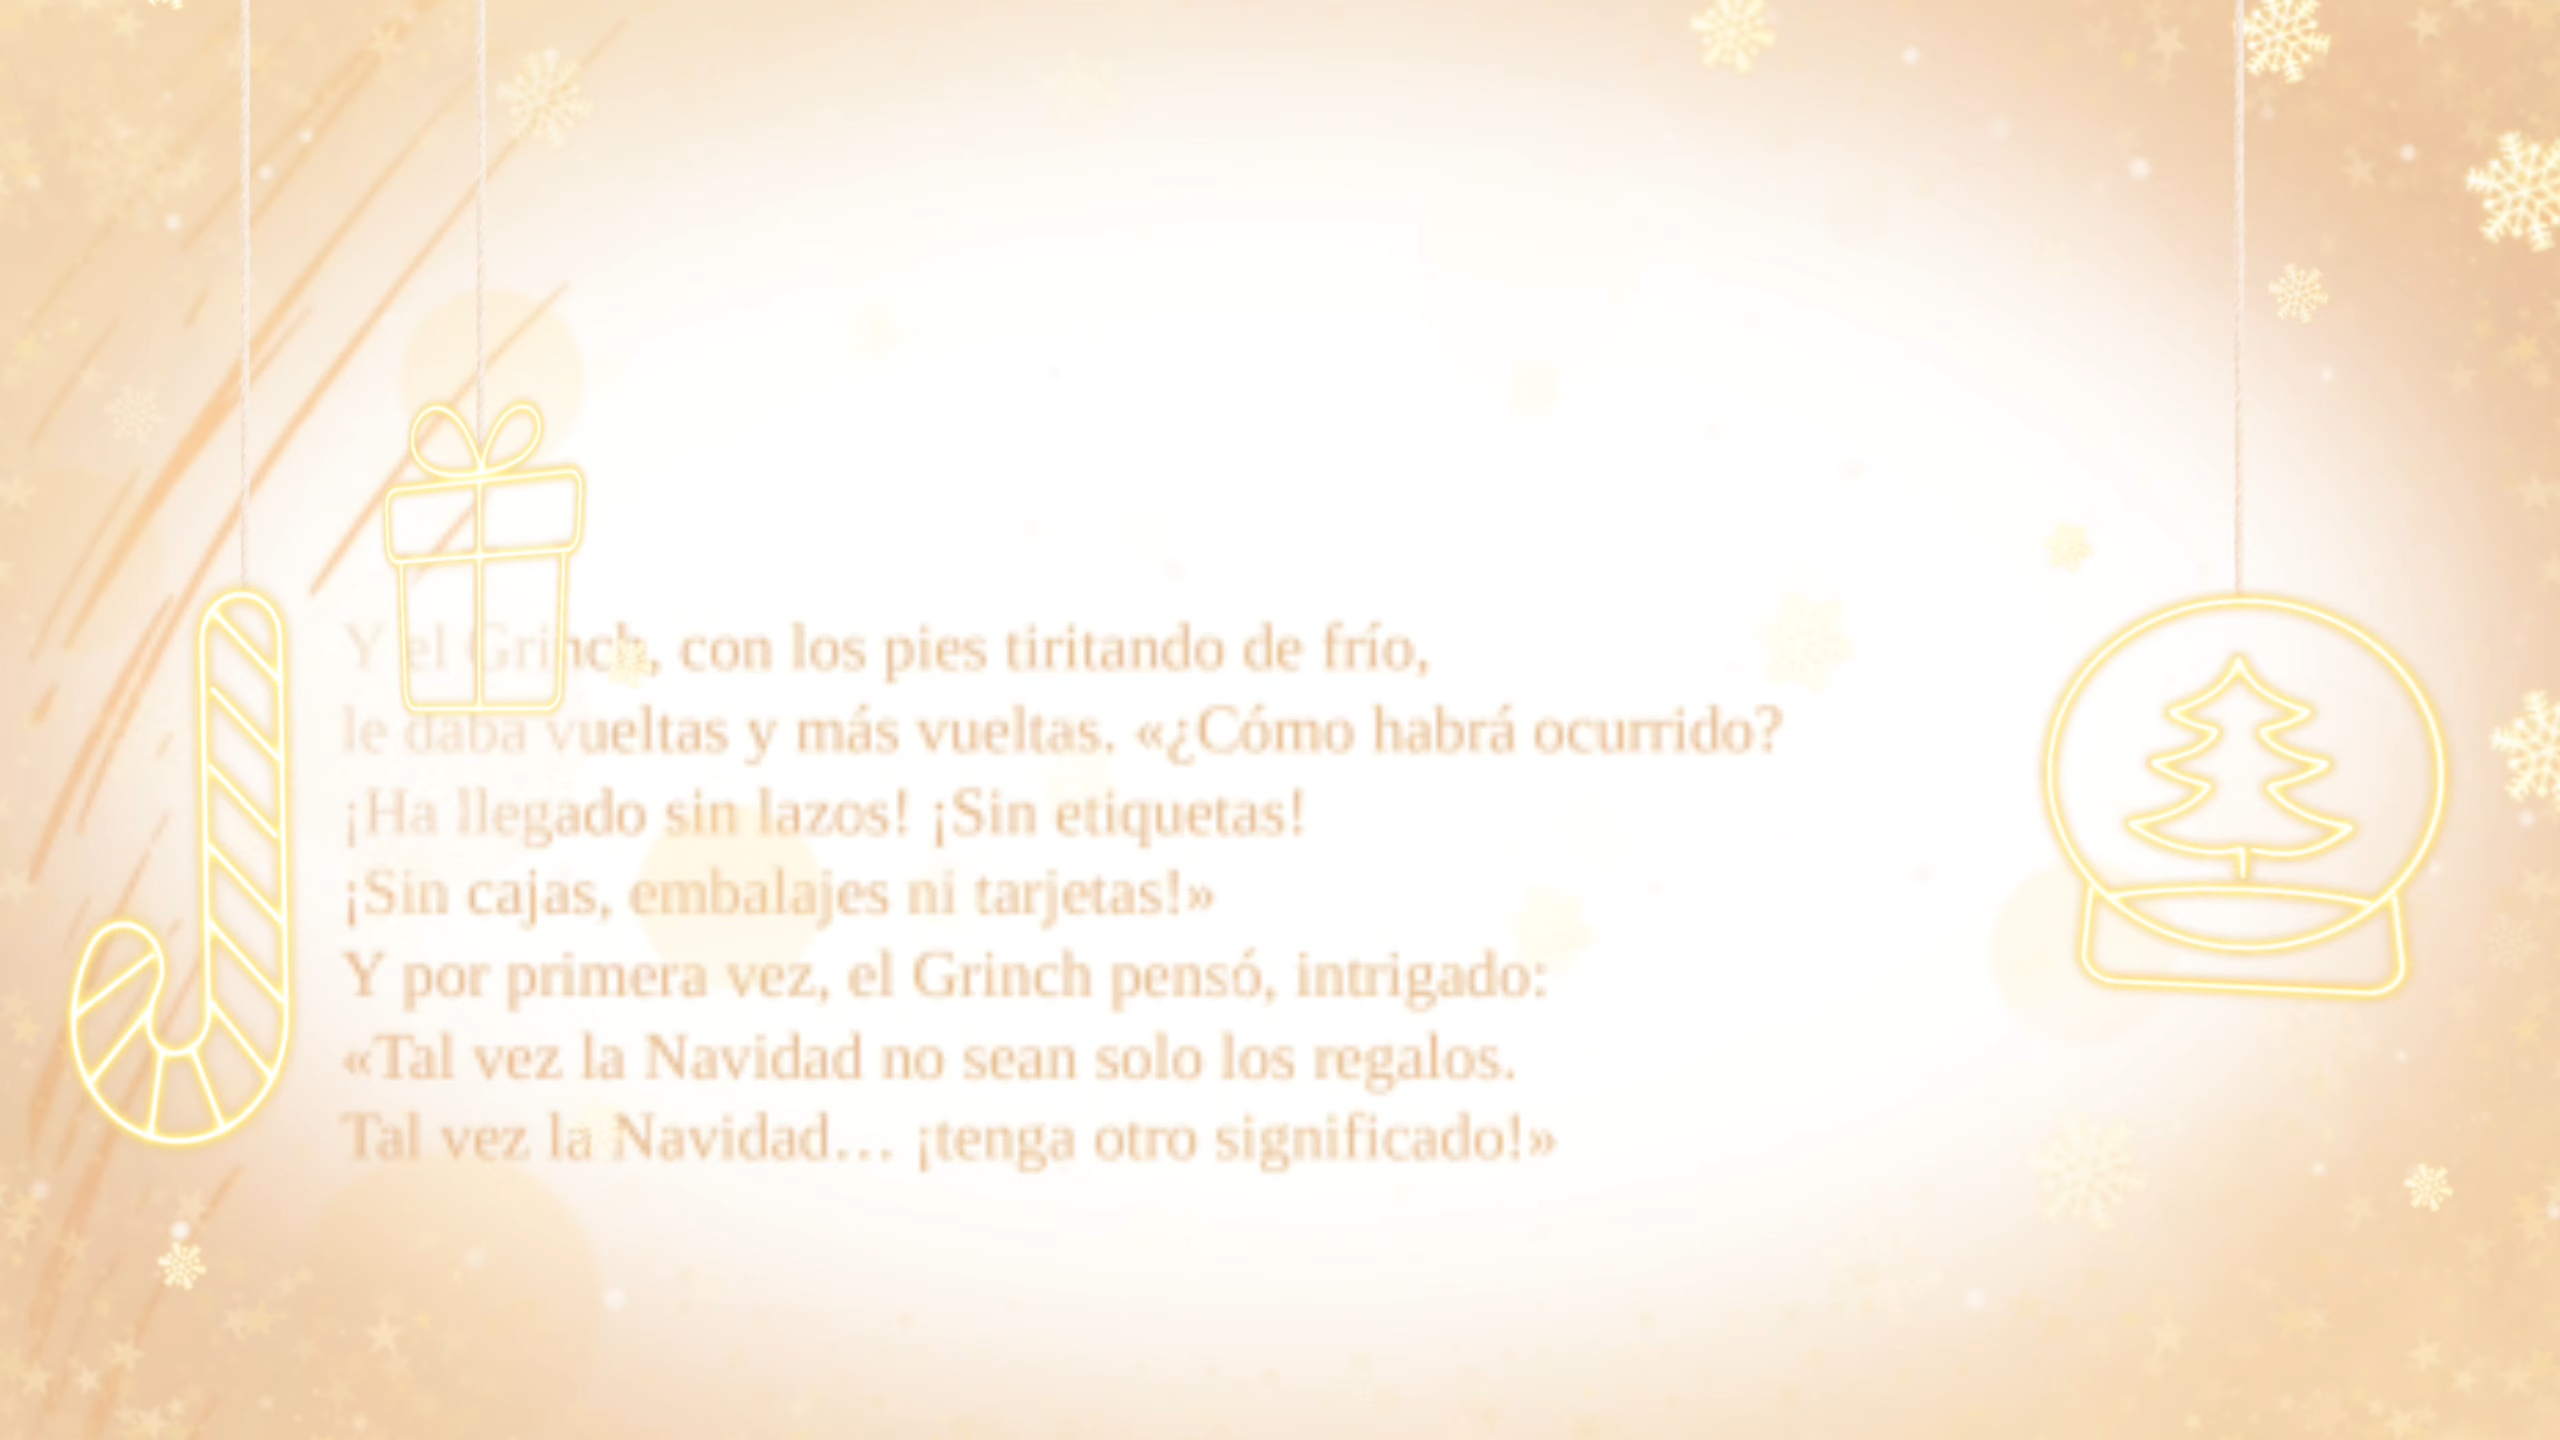 Y el Grinch, con los pies tiritando de frío,
le daba vueltas y más vueltas. «¿Cómo habrá ocurrido?
¡Ha llegado sin lazos! ¡Sin etiquetas!
¡Sin cajas, embalajes ni tarjetas!»
Y por primera vez, el Grinch pensó, intrigado:
«Tal vez la Navidad no sean solo los regalos.
Tal vez la Navidad… ¡tenga otro significado!»